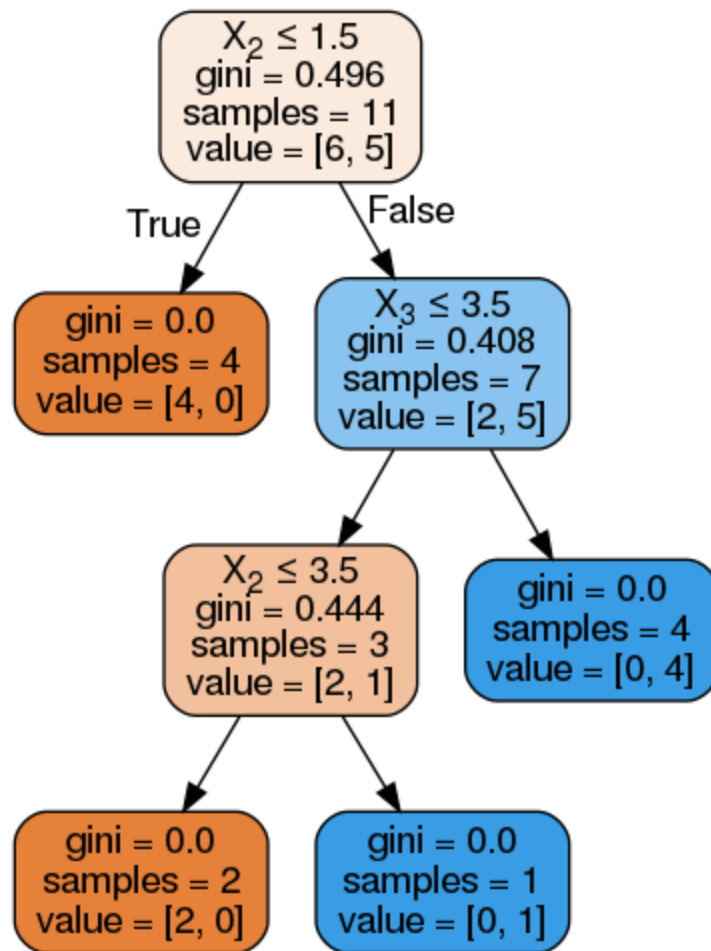 X₂ ≤ 1.5
gini = 0.496
samples = 11
value = [6, 5]
True
False
gini = 0.0
samples = 4
value = [4, 0]
X₃ ≤ 3.5
gini = 0.408
samples = 7
value = [2, 5]
X₂ ≤ 3.5
gini = 0.444
samples = 3
value = [2, 1]
gini = 0.0
samples = 4
value = [0, 4]
gini = 0.0
samples = 2
value = [2, 0]
gini = 0.0
samples = 1
value = [0, 1]